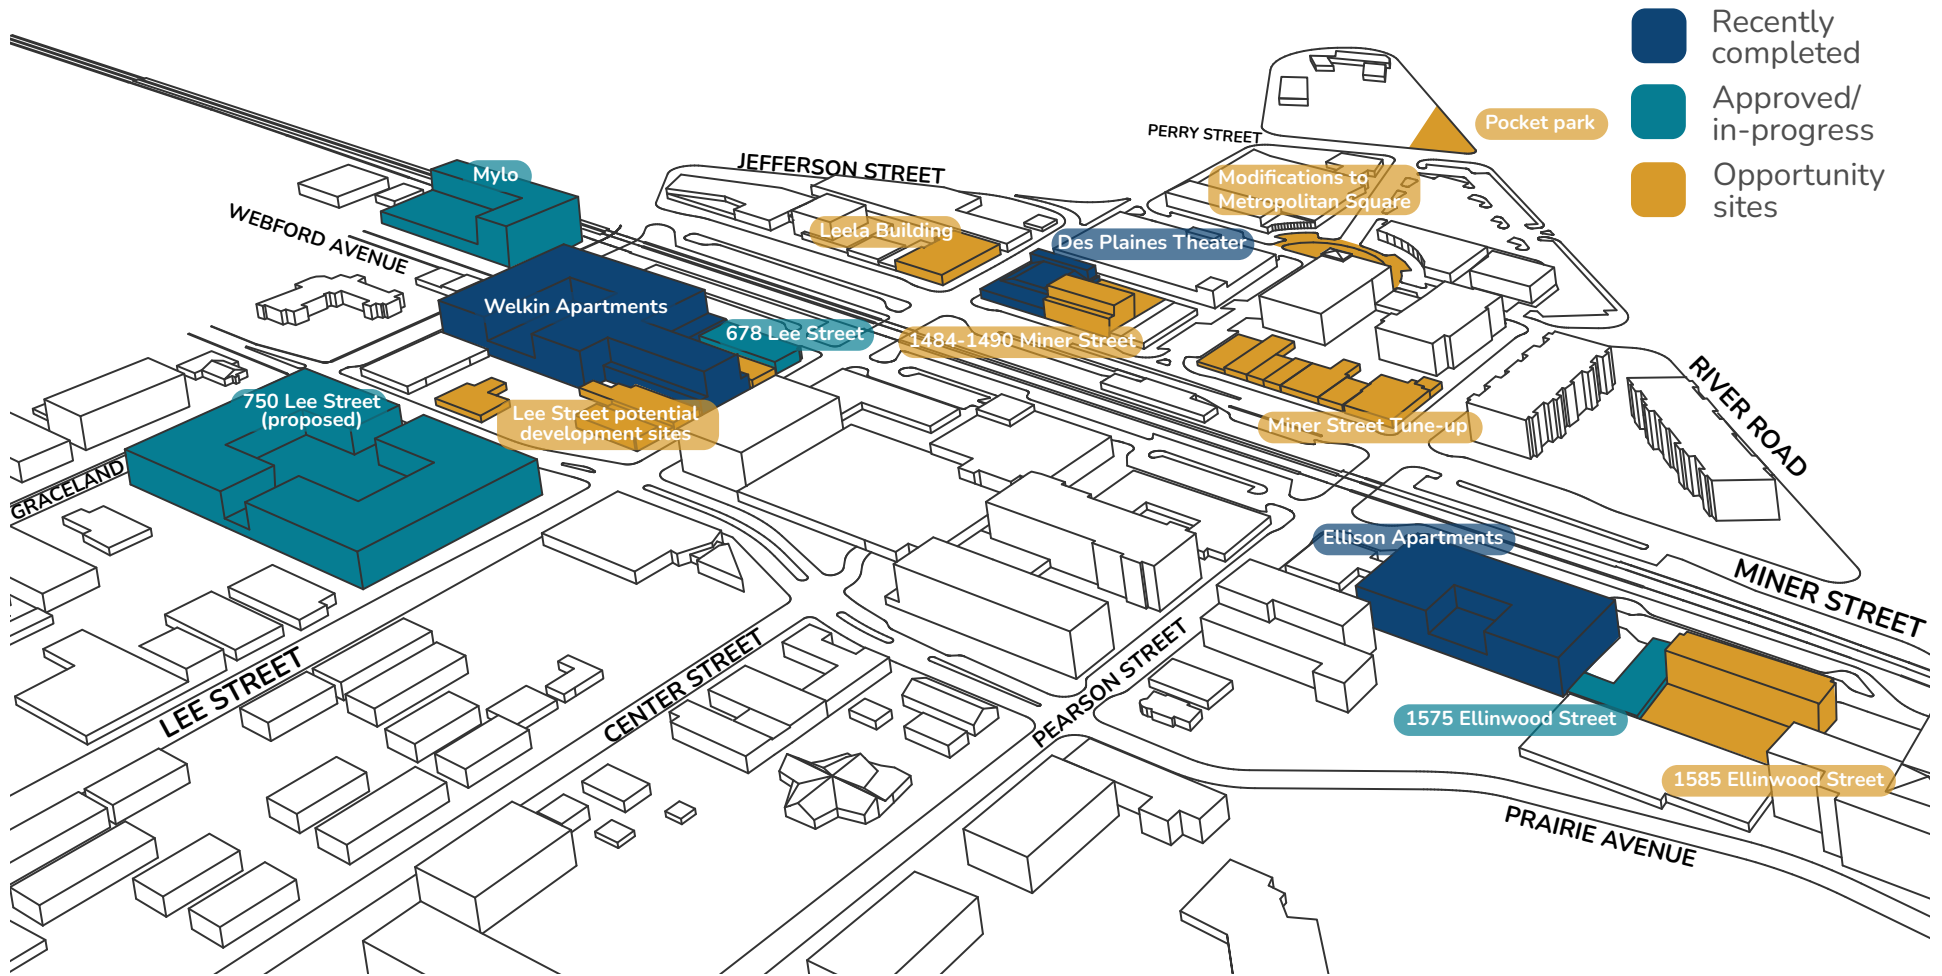 Recently
completed
Approved/
in-progress
Opportunity
sites
Pocket park
PERRY STREET
JEFFERSON STREET
Mylo
Modifications to
Metropolitan Square
WEBFORD AVENUE
Leela Building
Des Plaines Theater
Welkin Apartments
678 Lee Street
1484-1490 Miner Street
RIVER ROAD
750 Lee Street
(proposed)
Lee Street potential
development sites
Miner Street Tune-up
GRACELAND
Ellison Apartments
MINER STREET
LEE STREET
CENTER STREET
PEARSON STREET
1575 Ellinwood Street
1585 Ellinwood Street
PRAIRIE AVENUE